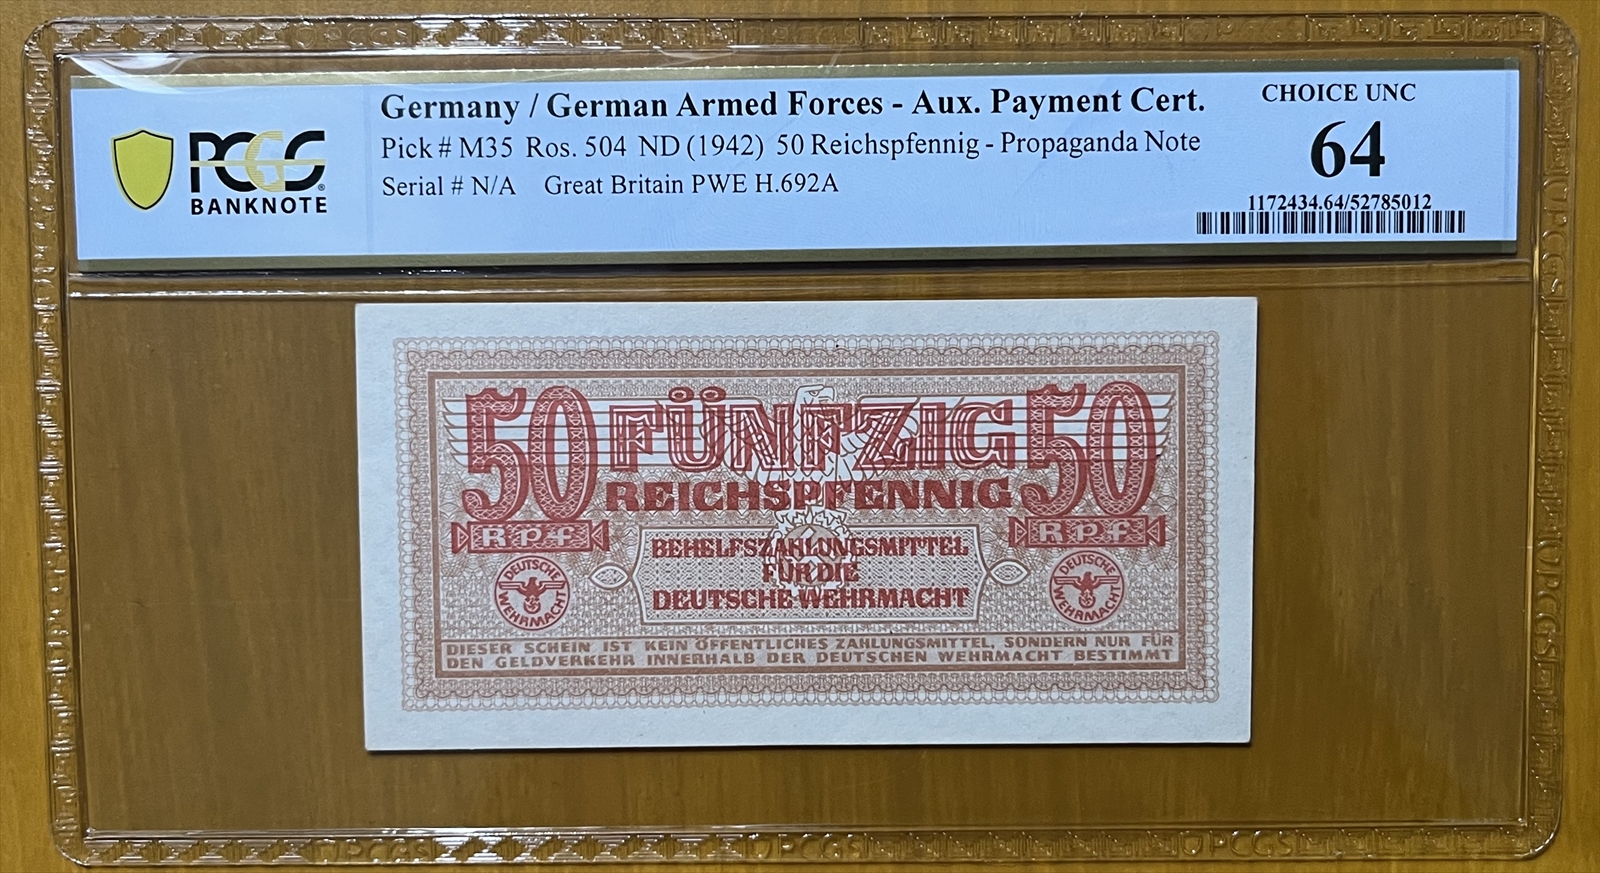 Germany / German Armed Forces - Aux. Payment Cert.
Pick # M35 Ros. 504 ND (1942) 50 Reichspfennig - Propaganda Note
Serial # N/A Great Britain PWE H.692A
CHOICE UNC
64
1172434.64/52785012
PCGS
BANKNOTE
50 FÜNFZIG 50
REICHSPFENNIG
RPf RPf
BEHELFSZAHLUNGSMITTEL
FÜR DIE
DEUTSCHE WEHRMACHT
DEUTSCHE WEHRMACHT
DEUTSCHE WEHRMACHT
DIESER SCHEIN IST KEIN ÖFFENTLICHES ZAHLUNGSMITTEL, SONDERN NUR FÜR
DEN GELDVERKEHR INNERHALB DER DEUTSCHEN WEHRMACHT BESTIMMT